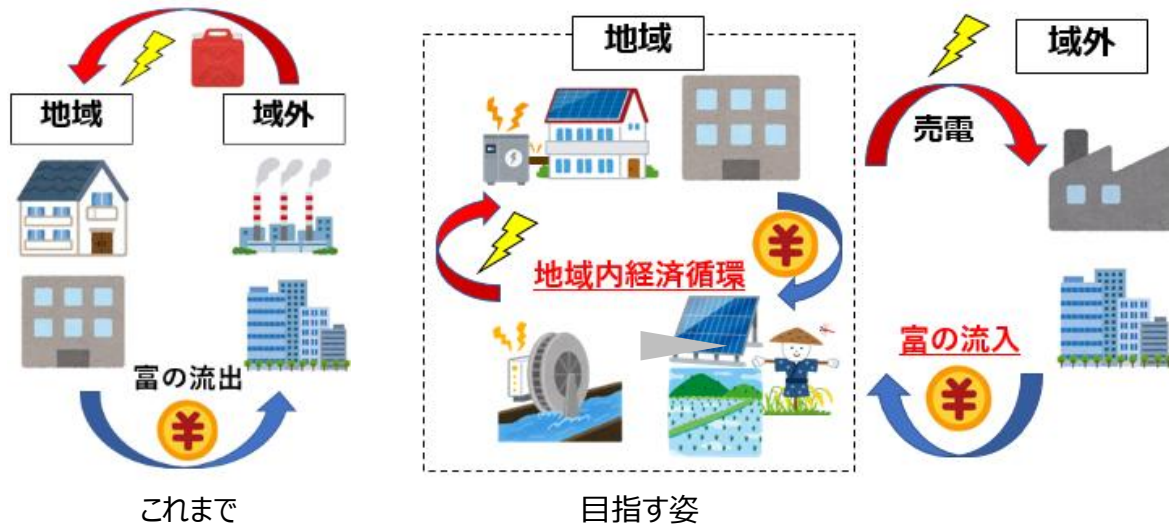 地域
域外
富の流出
¥
これまで
地域
地域内経済循環
¥
目指す姿
域外
売電
富の流入
¥